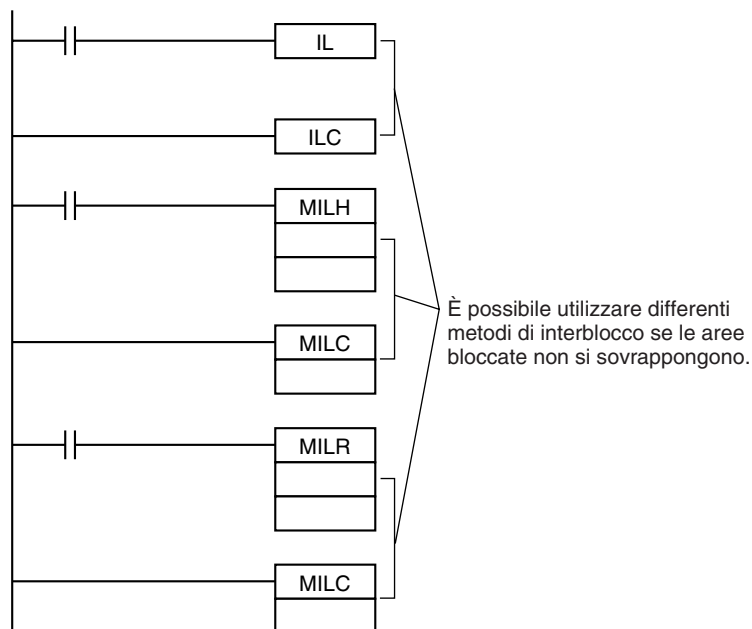 IL
ILC
MILH
È possibile utilizzare differenti
metodi di interblocco se le aree
bloccate non si sovrappongono.
MILC
MILR
MILC